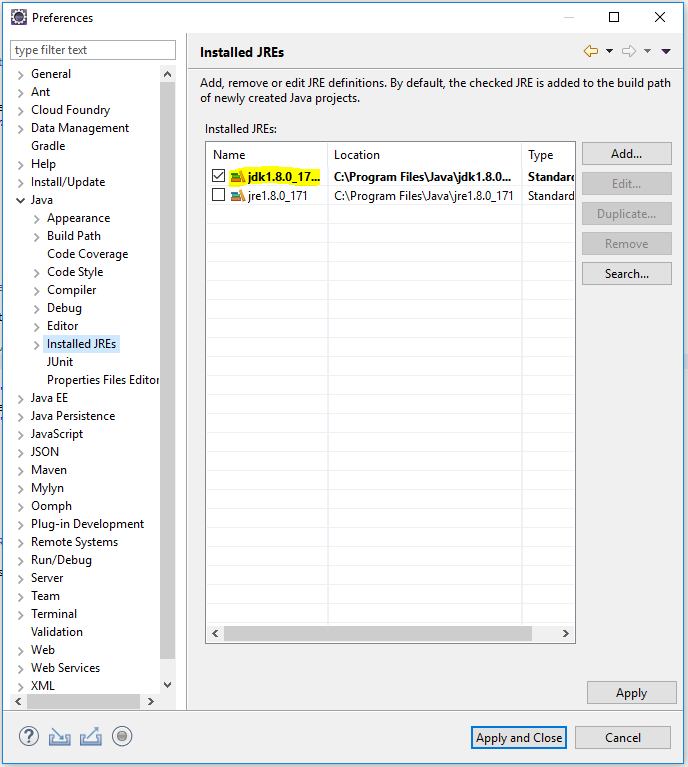 Preferences
type filter text
General
Ant
Cloud Foundry
Data Management
Gradle
Help
Install/Update
Java
Appearance
Build Path
Code Coverage
Code Style
Compiler
Debug
Editor
Installed JREs
JUnit
Properties Files Editor
Java EE
Java Persistence
JavaScript
JSON
Maven
Mylyn
Oomph
Plug-in Development
Remote Systems
Run/Debug
Server
Team
Terminal
Validation
Web
Web Services
XML
Installed JREs
Add, remove or edit JRE definitions. By default, the checked JRE is added to the build path
of newly created Java projects.
Installed JREs:
Name Location Type
jdk1.8.0_17... C:\Program Files\Java\jdk1.8.0... Standard
jre1.8.0_171 C:\Program Files\Java\jre1.8.0_171 Standard
Add...
Edit...
Duplicate...
Remove
Search...
Apply
Apply and Close Cancel